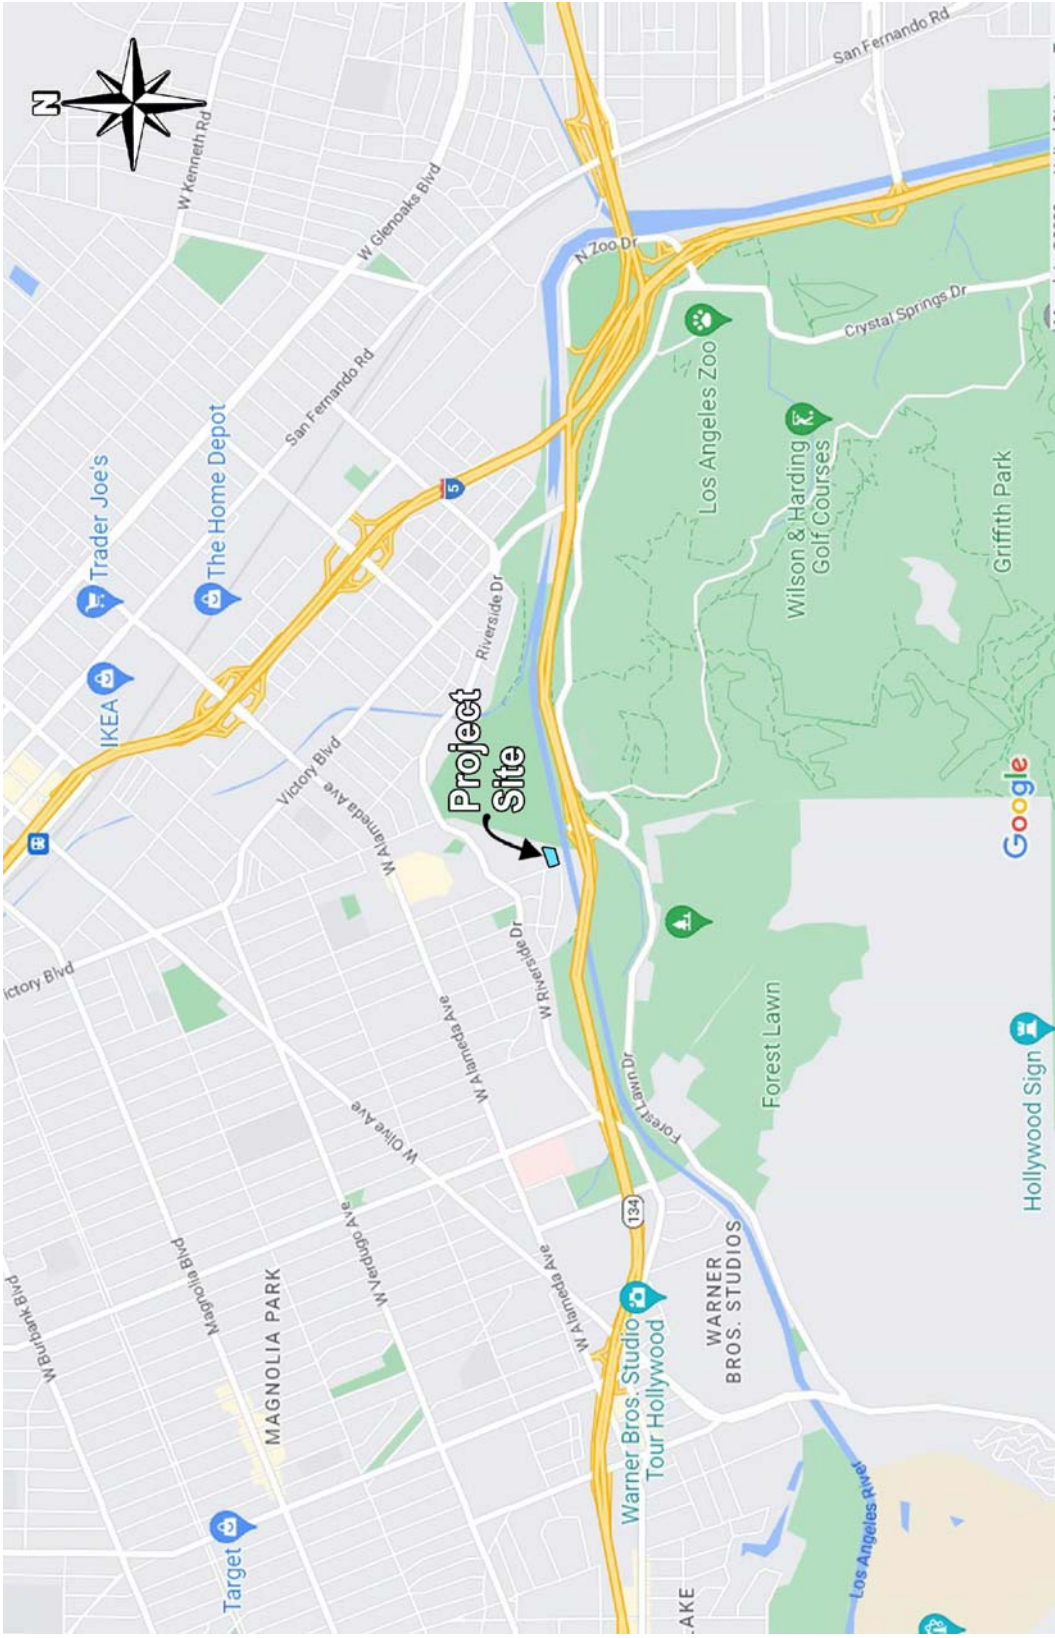 N
San Fernando Rd
W Kenneth Rd
W Glenoaks Blvd
N Zoo Dr
Crystal Springs Dr
San Fernando Rd
Los Angeles Zoo
Trader Joe's
The Home Depot
5
Wilson & Harding
Golf Courses
Griffith Park
Riverside Dr
IKEA
Project
Site
Victory Blvd
W Alameda Ave
Google
W Riverside Dr
ictory Blvd
W Alameda Ave
Forest Lawn
Hollywood Sign
Forest Lawn Dr
W Olive Ave
134
W Verdugo Ave
Magnolia Blvd
W Burbank Blvd
MAGNOLIA PARK
W Alameda Ave
WARNER
BROS. STUDIOS
Warner Bros. Studio
Tour Hollywood
Target
Los Angeles River
LAKE